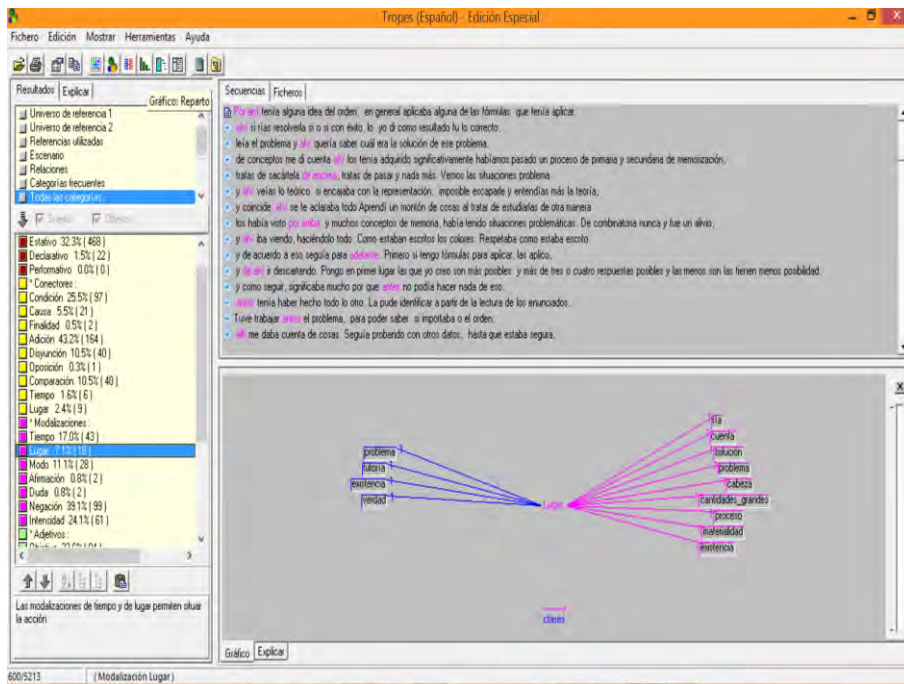 Tropes (Español) - Edición Especial
Fichero Edición Mostrar Herramientas Ayuda
Resultados Explicar
Gráfico: Reparto
Universo de referencia 1
Universo de referencia 2
Referencias utilizadas
Escenario
Relaciones
Categorías frecuentes
Todas las categorías
Estativo 32.3% ( 468 )
Declarativo 1.5% ( 22 )
Performativo 0.0% ( 0 )
* Conectores :
Condición 25.5% ( 97 )
Causa 5.5% ( 21 )
Finalidad 0.5% ( 2 )
Adición 43.2% ( 164 )
Disyunción 10.5% ( 40 )
Oposición 0.3% ( 1 )
Comparación 10.5% ( 40 )
Tiempo 1.6% ( 6 )
Lugar 2.4% ( 9 )
* Modalizaciones :
Tiempo 17.0% ( 43 )
Lugar 7.1% ( 18 )
Modo 11.1% ( 28 )
Afirmación 0.8% ( 2 )
Duda 0.8% ( 2 )
Negación 39.1% ( 99 )
Intensidad 24.1% ( 61 )
* Adjetivos :
Las modalizaciones de tiempo y de lugar permiten situar
la acción
Secuencias Ficheros
Por ahí tenía alguna idea del orden, en general aplicaba alguna de las fórmulas que tenía aplicar.
ahí si rías resolverla si o si con éxito, lo yo di como resultado fu lo correcto,
leía el problema y ahí quería saber cuál era la solución de ese problema.
de conceptos me di cuenta ahí los tenía adquirido significativamente habíamos pasado un proceso de primaria y secundaria de memorización,
tratas de sacártela de encima, tratas de pasar y nada más. Vemos las situaciones problema
y ahí veías lo teórico si encajaba con la representación, imposible escaparle y entendías más la teoría,
y coincide ahí se le aclaraba todo Aprendí un montón de cosas al tratar de estudiarlas de otra manera
los había visto por arriba y muchos conceptos de memoria, había tenido situaciones problemáticas. De combinatoria nunca y fue un alivio,
y ahí iba viendo, haciéndolo todo. Como estaban escritos los colores. Respetaba como estaba escrito
y de acuerdo a eso seguía para adelante. Primero si tengo fórmulas para aplicar, las aplico,
y de ahí ir descartando. Pongo en primer lugar las que yo creo son más posibles y más de tres o cuatro respuestas posibles y las menos son las tienen menos posibilidad.
y como seguir, significaba mucho por que antes no podía hacer nada de eso.
antes tenía haber hecho todo lo otro. La pude identificar a partir de la lectura de los enunciados.
Tuve trabajar antes el problema, para poder saber si importaba o el orden.
allí me daba cuenta de cosas. Seguía probando con otros datos, hasta que estaba segura,
problema
tutoría
existencia
verdad
Lugar
cuenta
solución
problema
cabeza
cantidades_grandes
proceso
materialidad
existencia
clases
Gráfico Explicar
600/5213 ( Modalización Lugar )